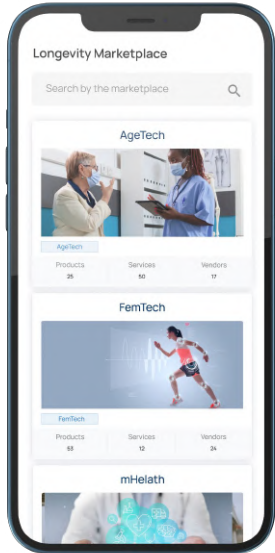 Longevity Marketplace
Search by the marketplace
AgeTech
AgeTech
Products Services Vendors
25 50 17
FemTech
FemTech
Products Services Vendors
53 12 24
mHelath